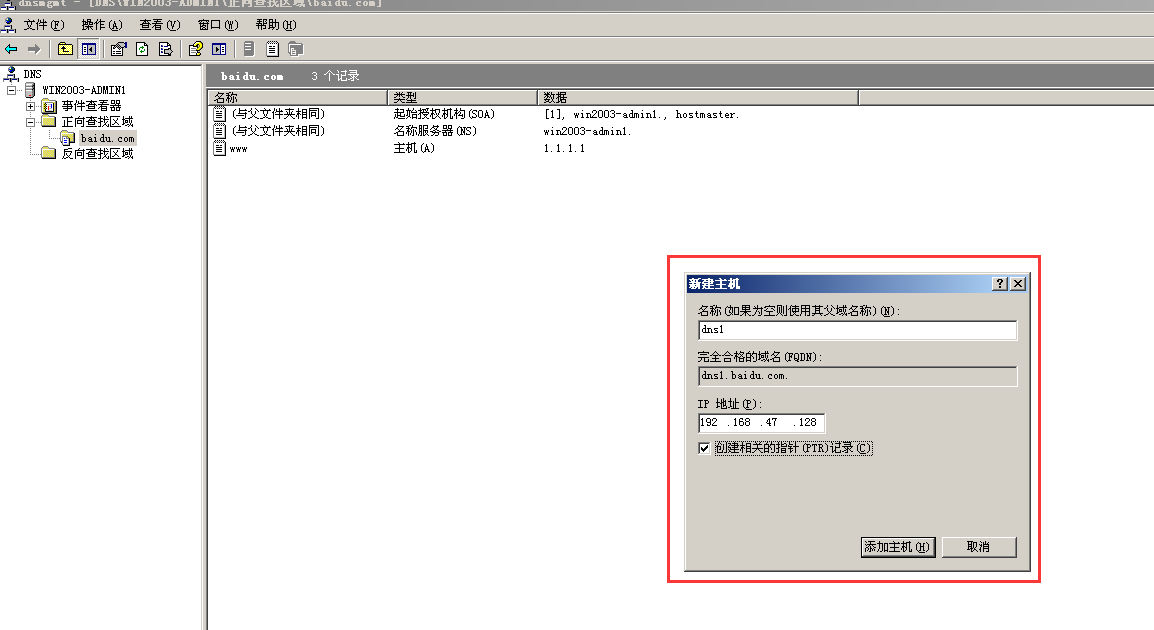 dnsmgmt - [DNS\WIN2003-ADMIN1\正向查找区域\baidu.com]
文件(F) 操作(A) 查看(V) 窗口(W) 帮助(H)
DNS
WIN2003-ADMIN1
事件查看器
正向查找区域
baidu.com
反向查找区域
baidu.com 3 个记录
名称 类型 数据
(与父文件夹相同) 起始授权机构(SOA) [1], win2003-admin1., hostmaster.
(与父文件夹相同) 名称服务器(NS) win2003-admin1.
www 主机(A) 1.1.1.1
新建主机
名称(如果为空则使用其父域名称)(N):
dns1
完全合格的域名(FQDN):
dns1.baidu.com.
IP 地址(P):
192 .168 .47 .128
创建相关的指针(PTR)记录(C)
添加主机(H) 取消